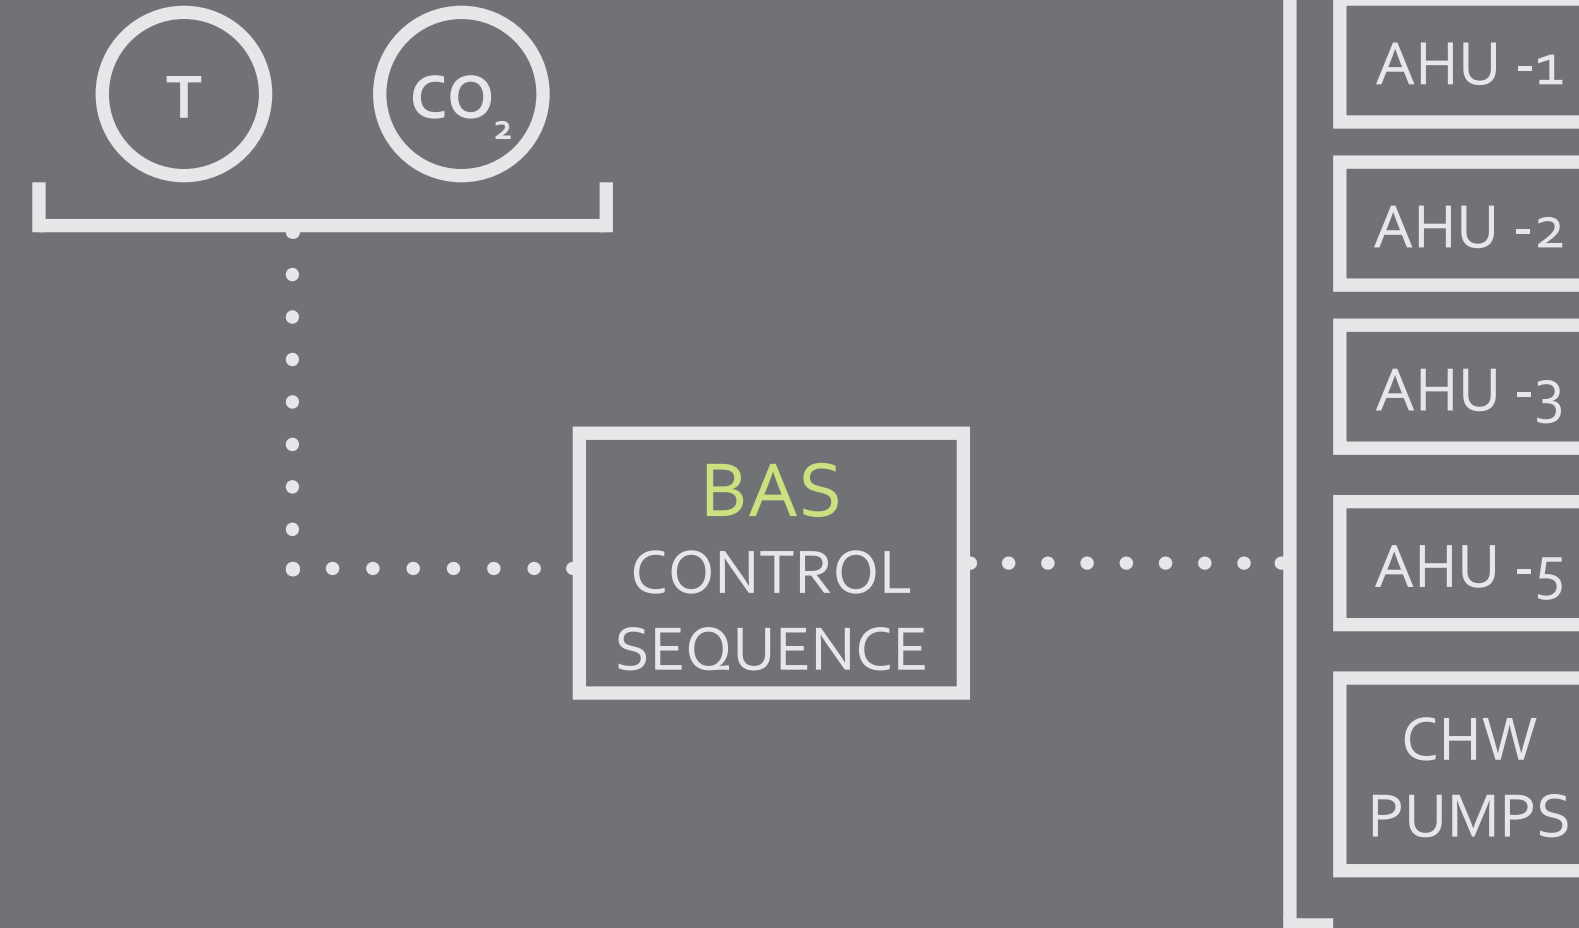 T
CO₂
AHU -1
AHU -2
AHU -3
BAS
CONTROL
SEQUENCE
AHU -5
CHW
PUMPS